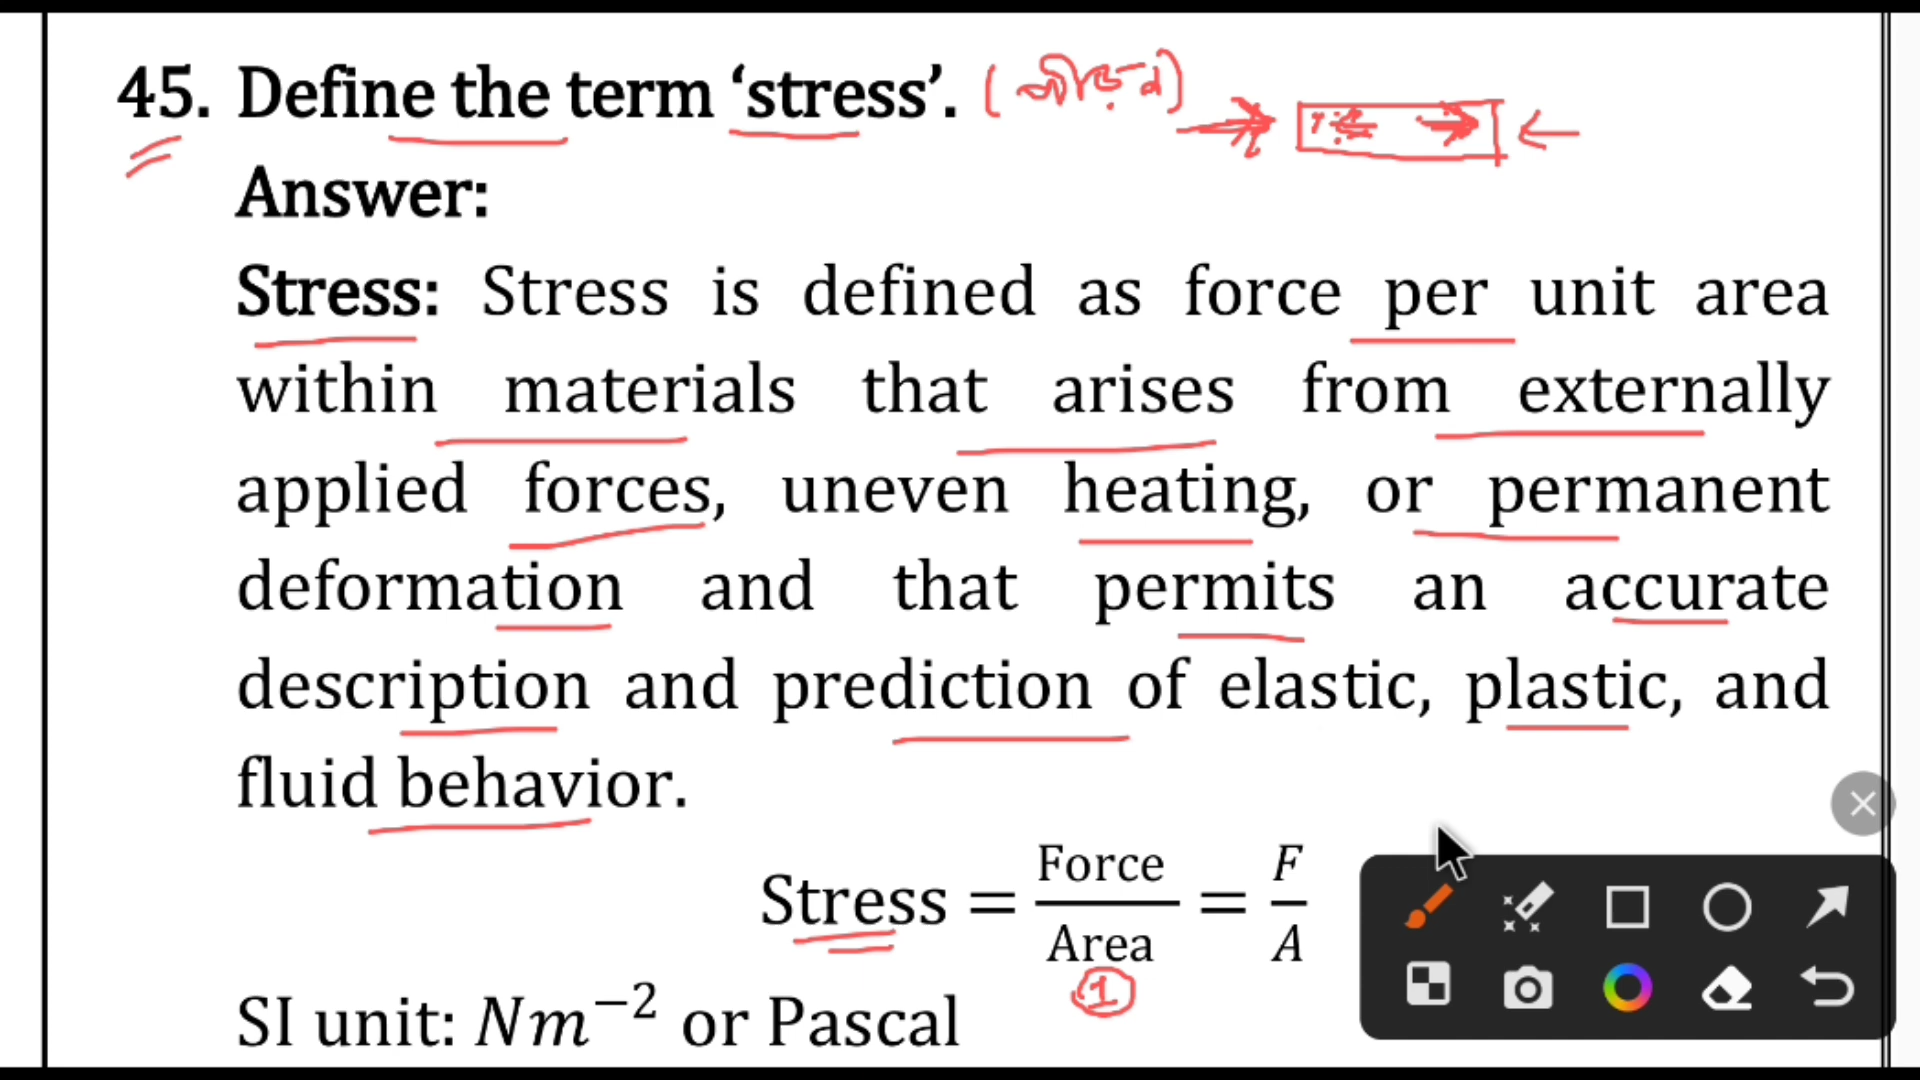 45. Define the term ‘stress’.
Answer:
Stress: Stress is defined as force per unit area
within materials that arises from externally
applied forces, uneven heating, or permanent
deformation and that permits an accurate
description and prediction of elastic, plastic, and
fluid behavior.
Stress = Force/Area = F/A
1
SI unit: Nm⁻² or Pascal